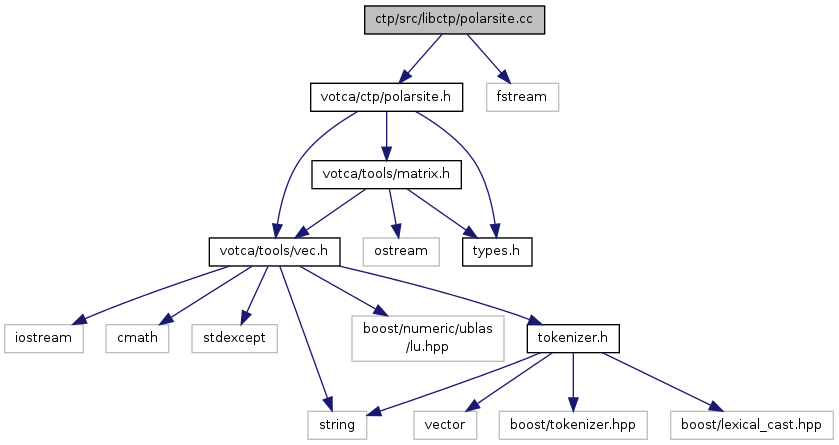 ctp/src/libctp/polarsite.cc
votca/ctp/polarsite.h
fstream
votca/tools/matrix.h
votca/tools/vec.h
ostream
types.h
iostream
cmath
stdexcept
boost/numeric/ublas
/lu.hpp
tokenizer.h
string
vector
boost/tokenizer.hpp
boost/lexical_cast.hpp